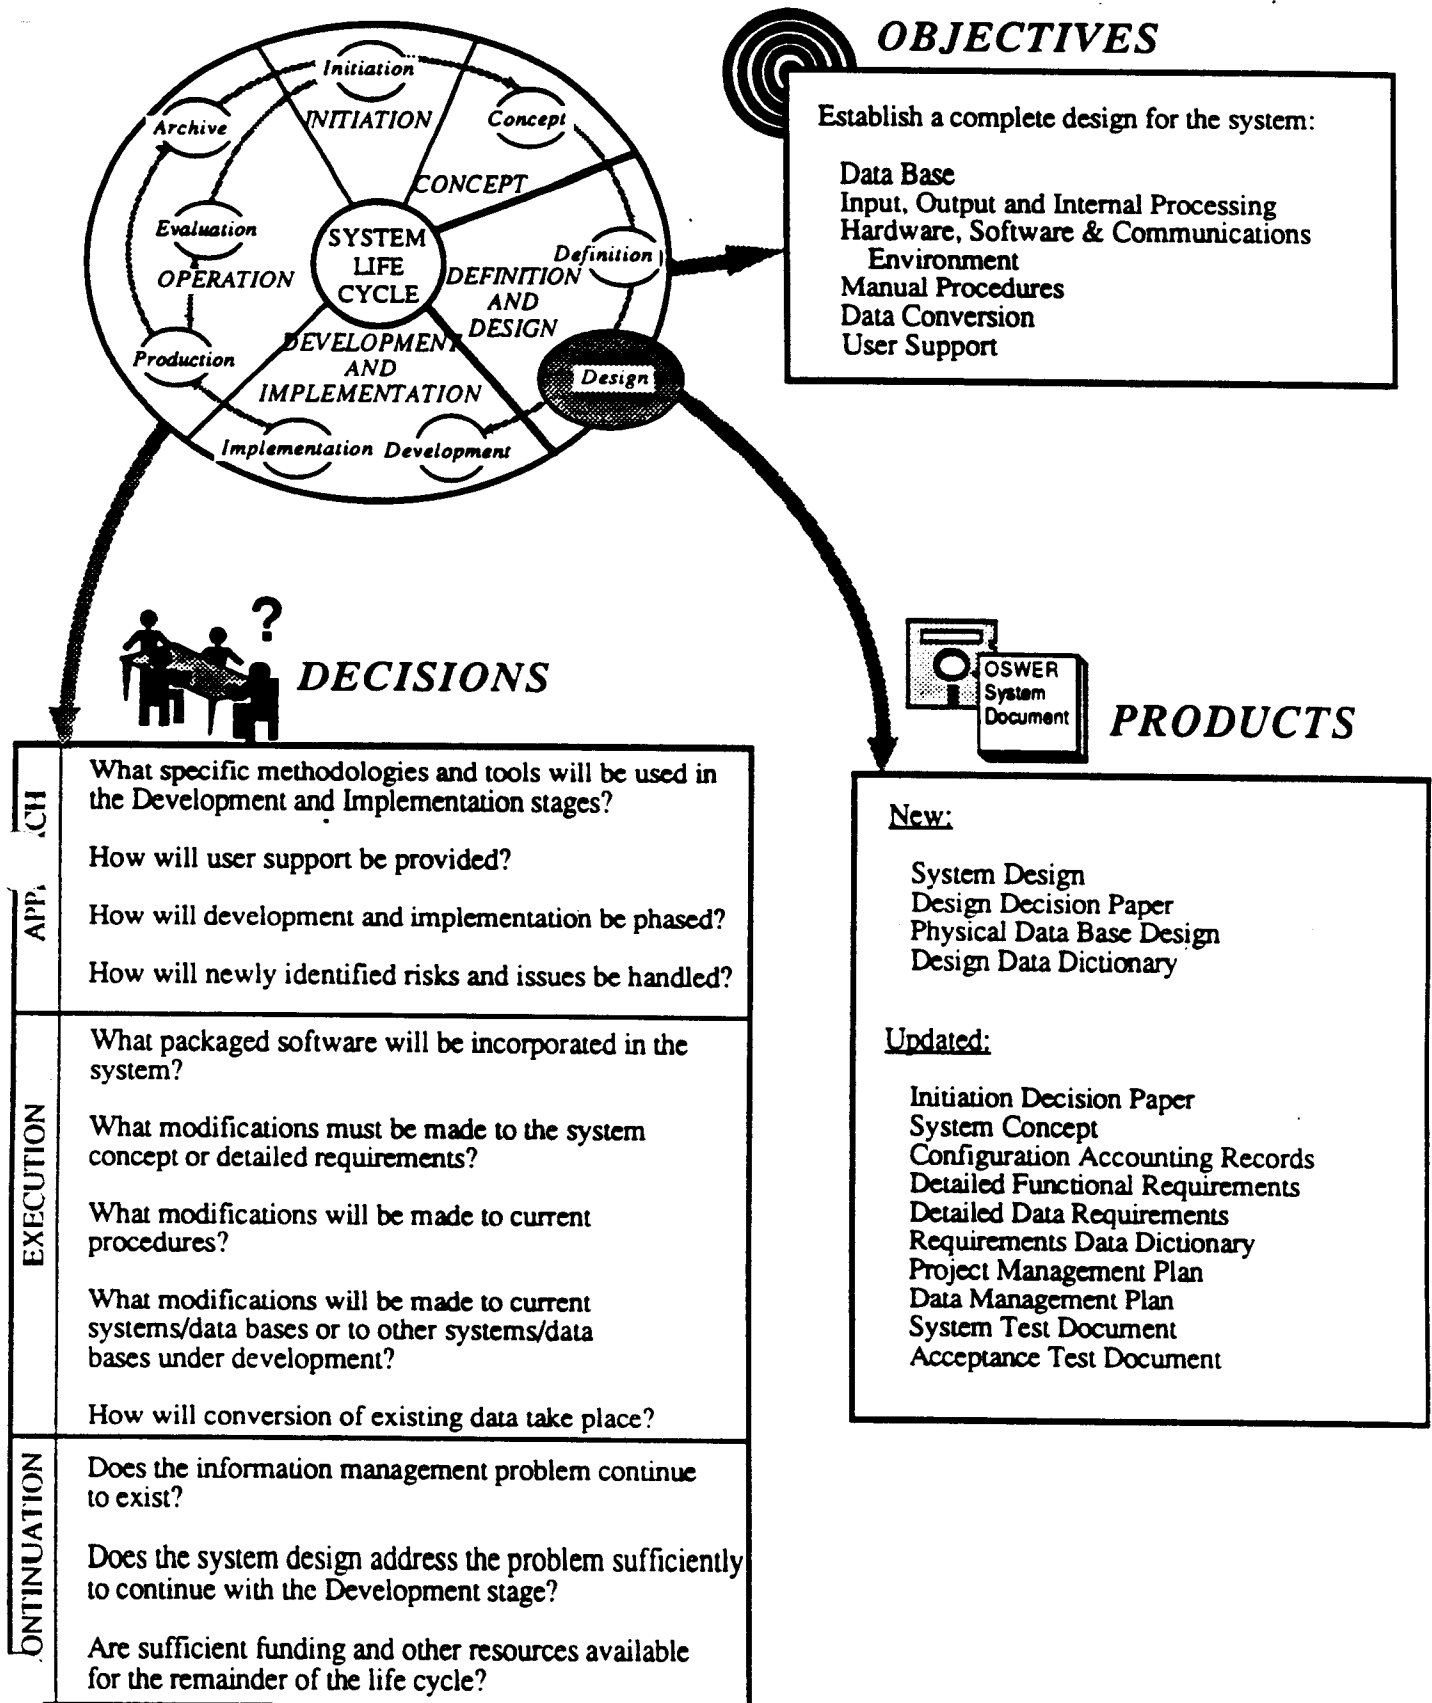 Initiation
INITIATION
Archive
Concept
CONCEPT
Evaluation
OPERATION
SYSTEM
LIFE
CYCLE
Definition
DEFINITION
AND
DESIGN
Production
DEVELOPMENT
AND
IMPLEMENTATION
Design
Implementation
Development
OBJECTIVES
Establish a complete design for the system:
Data Base
Input, Output and Internal Processing
Hardware, Software & Communications
Environment
Manual Procedures
Data Conversion
User Support
?
DECISIONS
What specific methodologies and tools will be used in
the Development and Implementation stages?
How will user support be provided?
How will development and implementation be phased?
How will newly identified risks and issues be handled?
EXECUTION
What packaged software will be incorporated in the
system?
What modifications must be made to the system
concept or detailed requirements?
What modifications will be made to current
procedures?
What modifications will be made to current
systems/data bases or to other systems/data
bases under development?
How will conversion of existing data take place?
ONTINUATION
Does the information management problem continue
to exist?
Does the system design address the problem sufficiently
to continue with the Development stage?
Are sufficient funding and other resources available
for the remainder of the life cycle?
OSWER
System
Document
PRODUCTS
New:
System Design
Design Decision Paper
Physical Data Base Design
Design Data Dictionary
Updated:
Initiation Decision Paper
System Concept
Configuration Accounting Records
Detailed Functional Requirements
Detailed Data Requirements
Requirements Data Dictionary
Project Management Plan
Data Management Plan
System Test Document
Acceptance Test Document